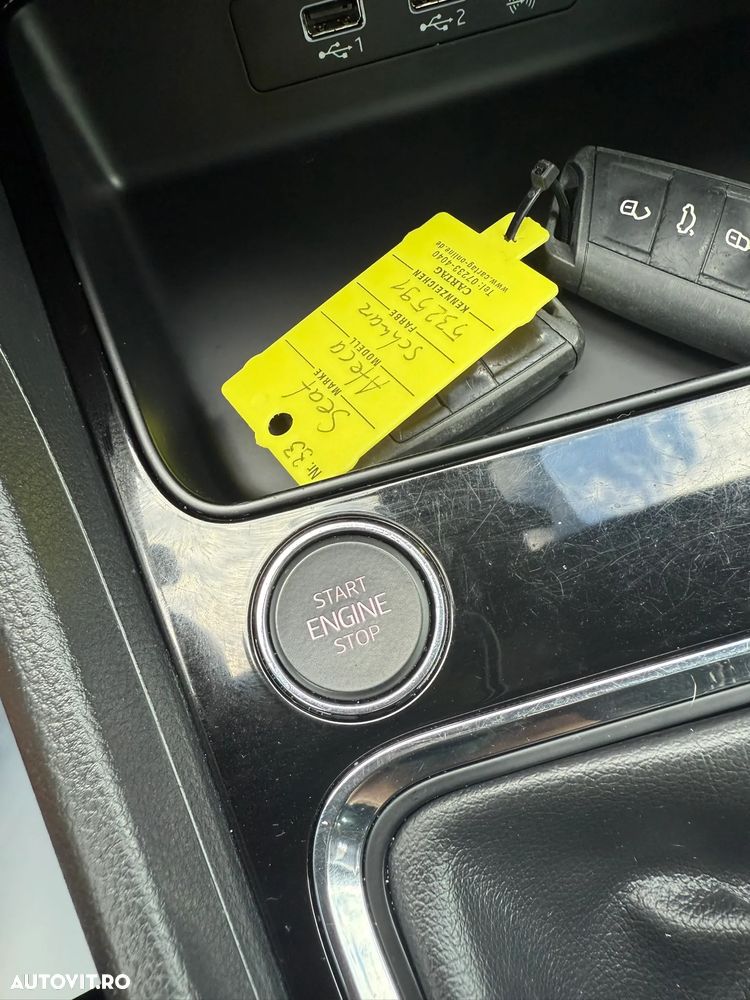 1
2
www.cartag-online.de
Tel: 07233-4040
CARTAG
KENNZEICHEN
532591
FARBE
Schwarz
MODELL
Ateca
MARKE
Seat
Nr. 33
START
ENGINE
STOP
AUTOVIT.RO